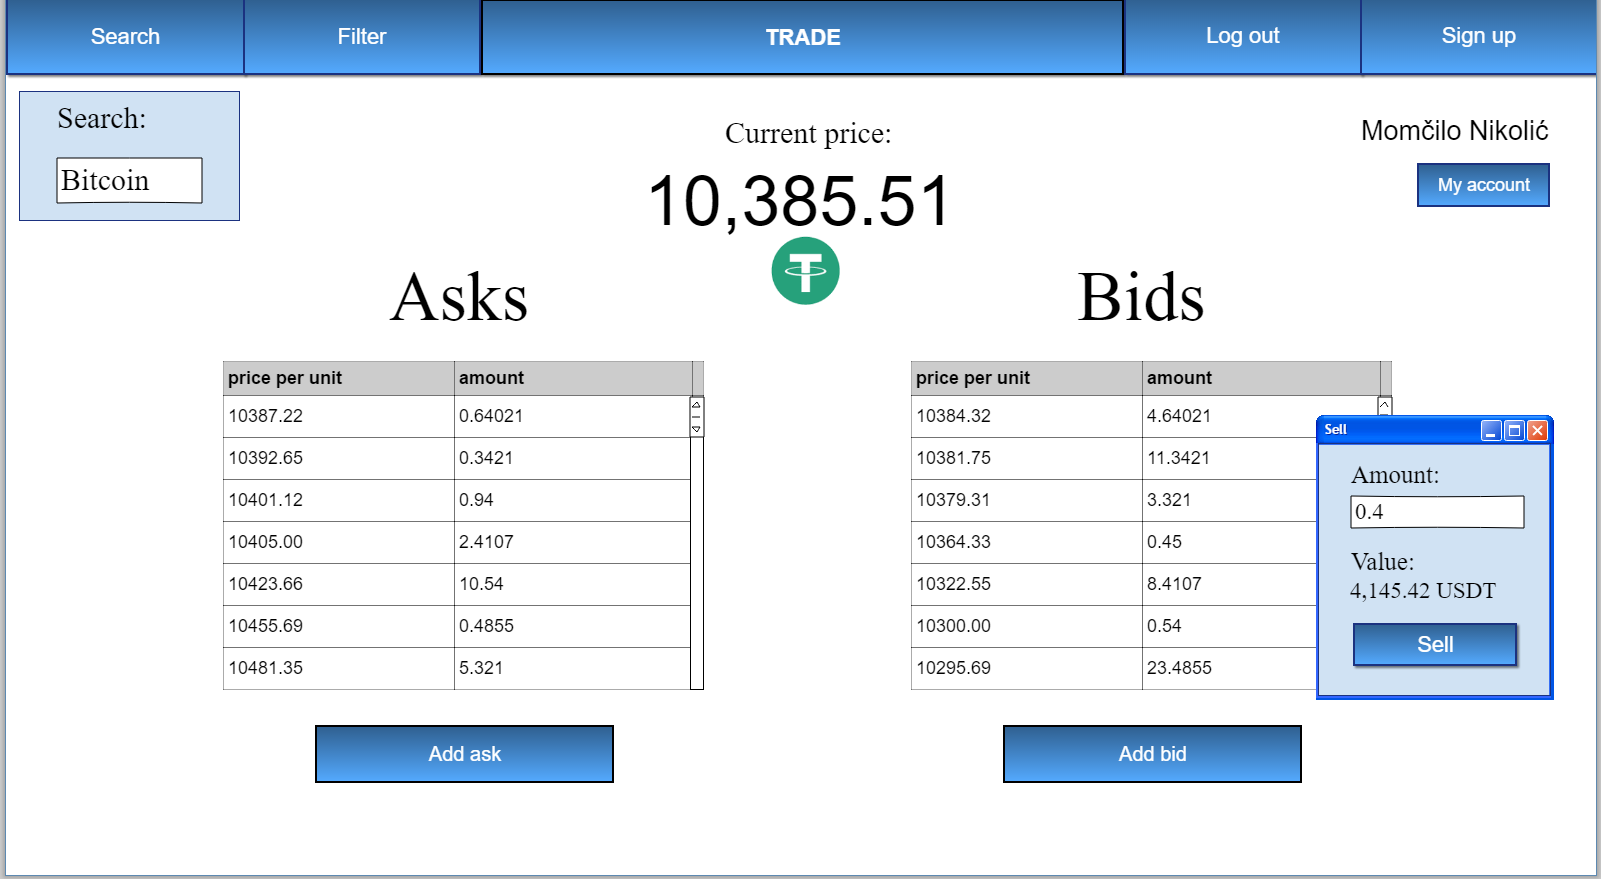 Search Filter TRADE Log out Sign up
Search:
Bitcoin
Current price:
10,385.51
Momčilo Nikolić
My account
Asks
price per unit amount
10387.22 0.64021
10392.65 0.3421
10401.12 0.94
10405.00 2.4107
10423.66 10.54
10455.69 0.4855
10481.35 5.321
Add ask
Bids
price per unit amount
10384.32 4.64021
10381.75 11.3421
10379.31 3.321
10364.33 0.45
10322.55 8.4107
10300.00 0.54
10295.69 23.4855
Add bid
Sell
Amount:
0.4
Value:
4,145.42 USDT
Sell